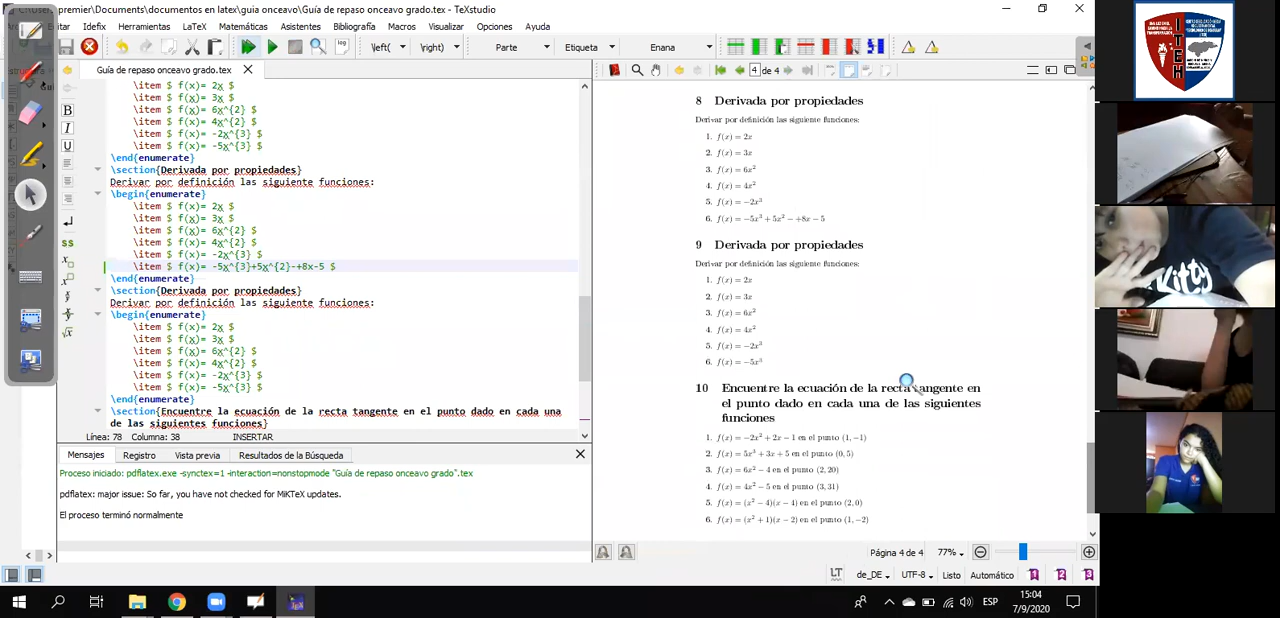 C:\Users\premier\Documents\documentos en latex\guia onceavo\Guía de repaso onceavo grado.tex - TeXstudio
Editar Idefix Herramientas LaTeX Matemáticas Asistentes Bibliografía Macros Visualizar Opciones Ayuda
log \left( \right) Parte Etiqueta Enana
Guía de repaso onceavo grado.tex
4 de 4
\item $ f(x)= 2x $
\item $ f(x)= 3x $
\item $ f(x)= 6x^{2} $
\item $ f(x)= 4x^{2} $
\item $ f(x)= -2x^{3} $
\item $ f(x)= -5x^{3} $
\end{enumerate}
\section{Derivada por propiedades}
Derivar por definición las siguiente funciones:
\begin{enumerate}
\item $ f(x)= 2x $
\item $ f(x)= 3x $
\item $ f(x)= 6x^{2} $
\item $ f(x)= 4x^{2} $
\item $ f(x)= -2x^{3} $
\item $ f(x)= -5x^{3}+5x^{2}-+8x-5 $
\end{enumerate}
\section{Derivada por propiedades}
Derivar por definición las siguiente funciones:
\begin{enumerate}
\item $ f(x)= 2x $
\item $ f(x)= 3x $
\item $ f(x)= 6x^{2} $
\item $ f(x)= 4x^{2} $
\item $ f(x)= -2x^{3} $
\item $ f(x)= -5x^{3} $
\end{enumerate}
\section{Encuentre la ecuación de la recta tangente en el punto dado en cada una
de las siguientes funciones}
Línea: 78 Columna: 38 INSERTAR
Mensajes Registro Vista previa Resultados de la Búsqueda
Proceso iniciado: pdflatex.exe -synctex=1 -interaction=nonstopmode "Guía de repaso onceavo grado".tex
pdflatex: major issue: So far, you have not checked for MiKTeX updates.
El proceso terminó normalmente
8 Derivada por propiedades
Derivar por definición las siguiente funciones:
1. f(x) = 2x
2. f(x) = 3x
3. f(x) = 6x²
4. f(x) = 4x²
5. f(x) = −2x³
6. f(x) = −5x³ + 5x² − +8x − 5
9 Derivada por propiedades
Derivar por definición las siguiente funciones:
1. f(x) = 2x
2. f(x) = 3x
3. f(x) = 6x²
4. f(x) = 4x²
5. f(x) = −2x³
6. f(x) = −5x³
10 Encuentre la ecuación de la recta tangente en
el punto dado en cada una de las siguientes
funciones
1. f(x) = −2x² + 2x − 1 en el punto (1, −1)
2. f(x) = 5x³ + 3x + 5 en el punto (0, 5)
3. f(x) = 6x² − 4 en el punto (2, 20)
4. f(x) = 4x² − 5 en el punto (3, 31)
5. f(x) = (x² − 4)(x − 4) en el punto (2, 0)
6. f(x) = (x² + 1)(x − 2) en el punto (1, −2)
Página 4 de 4 77%
LT de_DE UTF-8 Listo Automático 1 2 3
ESP
15:04
7/9/2020
ITEH